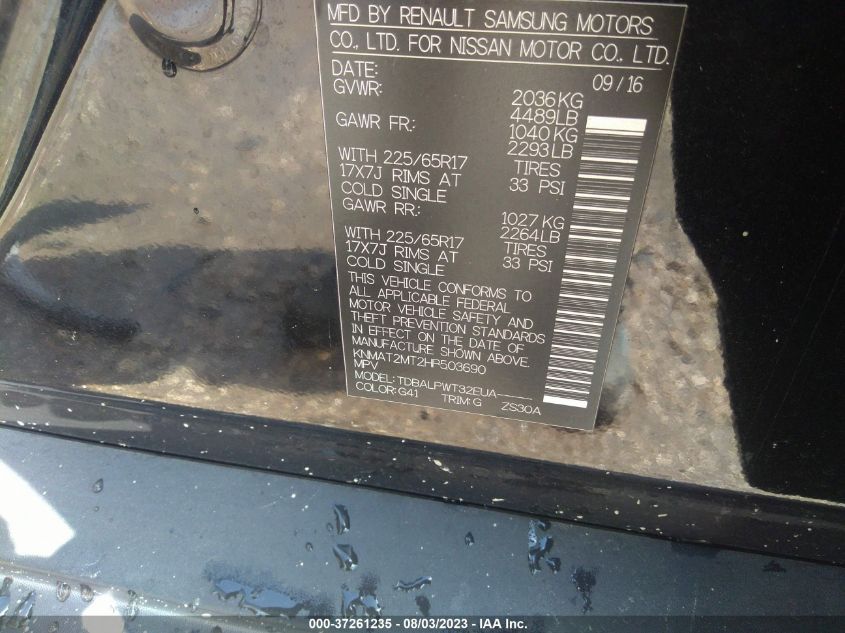 MFD BY RENAULT SAMSUNG MOTORS
CO., LTD. FOR NISSAN MOTOR CO., LTD.
DATE: 09/16
GVWR: 2036KG
4489LB
GAWR FR: 1040KG
2293LB
WITH 225/65R17 TIRES
17X7J RIMS AT 33 PSI
COLD SINGLE
GAWR RR: 1027KG
2264LB
WITH 225/65R17 TIRES
17X7J RIMS AT 33 PSI
COLD SINGLE
THIS VEHICLE CONFORMS TO
ALL APPLICABLE FEDERAL
MOTOR VEHICLE SAFETY AND
THEFT PREVENTION STANDARDS
IN EFFECT ON THE DATE OF
MANUFACTURE SHOWN ABOVE.
KNMAT2MT2HP503690
MPV
MODEL: TDBALPWT32EUA-----
COLOR: G41 TRIM: G ZS30A
000-37261235 - 08/03/2023 - IAA Inc.